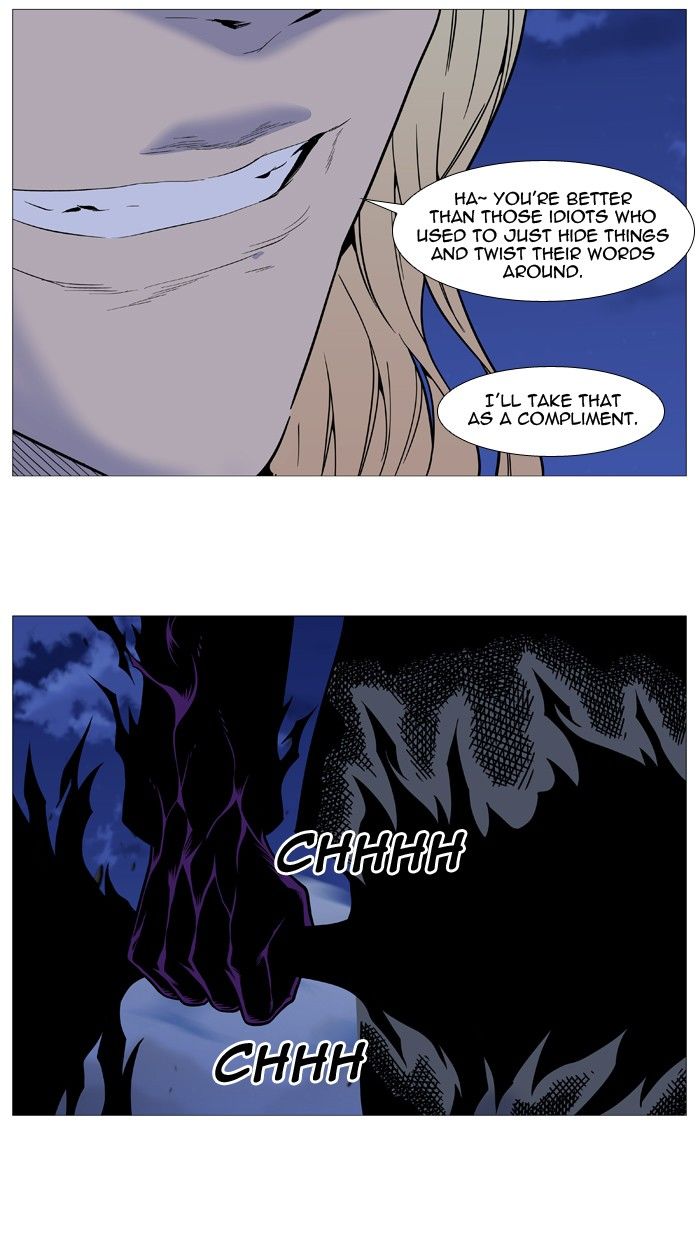 HA~ YOU'RE BETTER
THAN THOSE IDIOTS WHO
USED TO JUST HIDE THINGS
AND TWIST THEIR WORDS
AROUND.
I'LL TAKE THAT
AS A COMPLIMENT.
CHHHH
CHHH